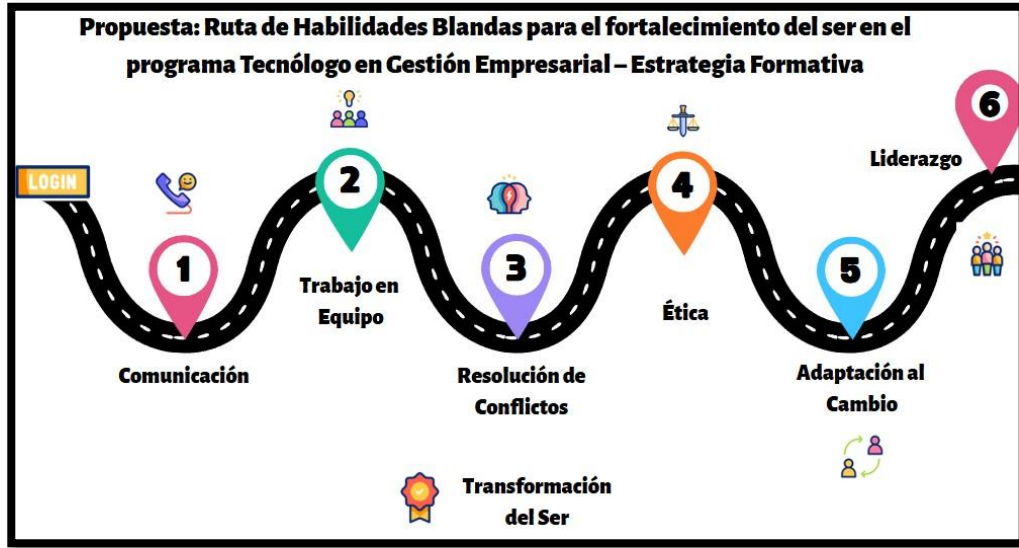 Propuesta: Ruta de Habilidades Blandas para el fortalecimiento del ser en el
programa Tecnólogo en Gestión Empresarial – Estrategia Formativa
LOGIN
1
Comunicación
2
Trabajo en
Equipo
3
Resolución de
Conflictos
4
Ética
5
Adaptación al
Cambio
6
Liderazgo
Transformación
del Ser